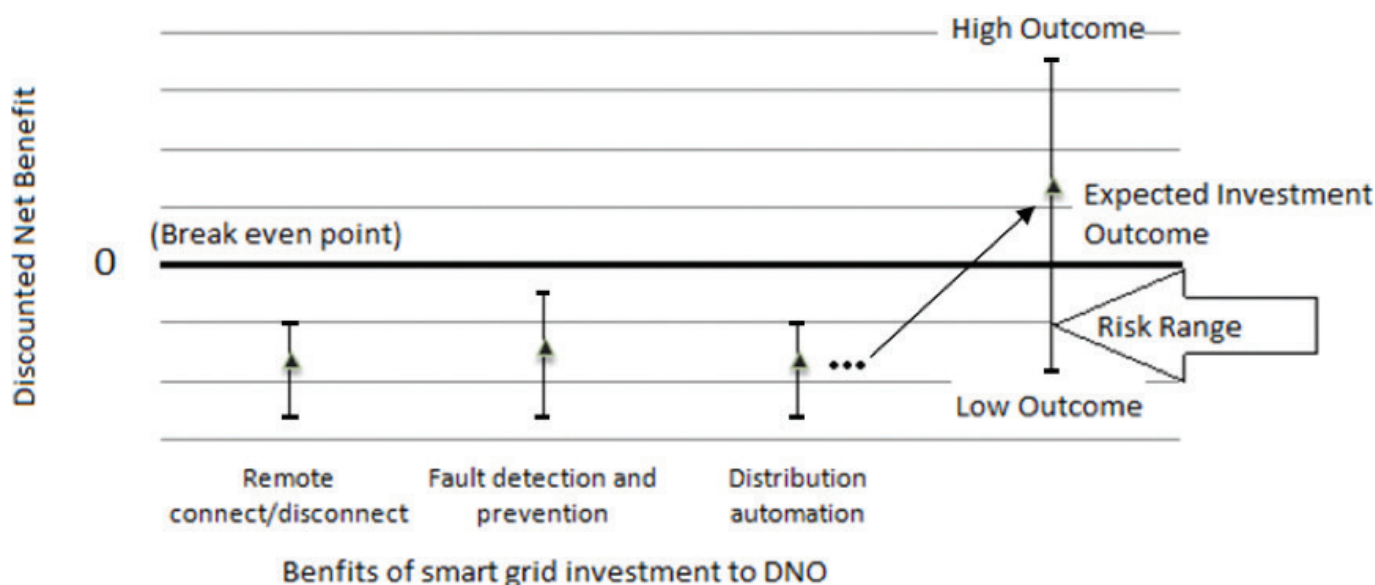 High Outcome
Discounted Net Benefit
(Break even point)
0
Expected Investment
Outcome
Risk Range
Low Outcome
Remote
connect/disconnect
Fault detection and
prevention
Distribution
automation
Benfits of smart grid investment to DNO